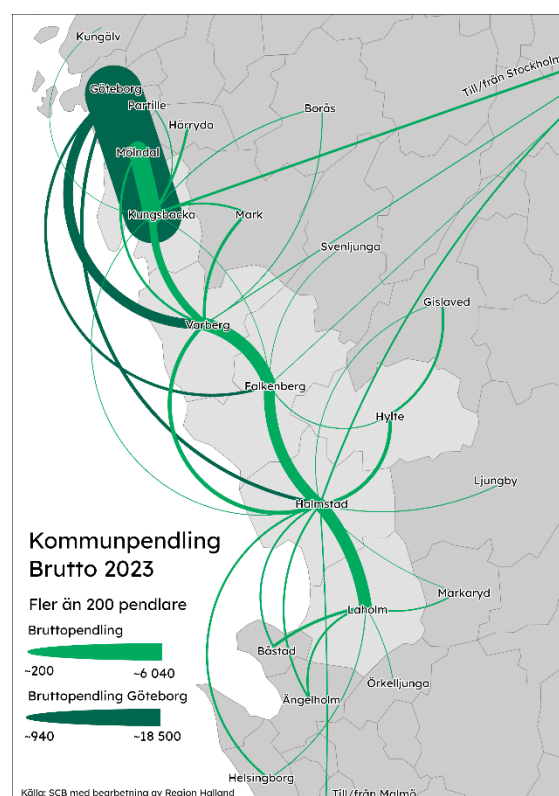 Kungälv
Till/från Stockholm
Göteborg
Partille
Borås
Härryda
Mölndal
Kungsbacka
Mark
Svenljunga
Gislaved
Varberg
Falkenberg
Hylte
Ljungby
Halmstad
Kommunpendling
Brutto 2023
Fler än 200 pendlare
Bruttopendling
~200 ~6 040
Bruttopendling Göteborg
~940 ~18 500
Markaryd
Laholm
Båstad
Örkelljunga
Ängelholm
Helsingborg
Källa: SCB med bearbetning av Region Halland
Till/från Malmö